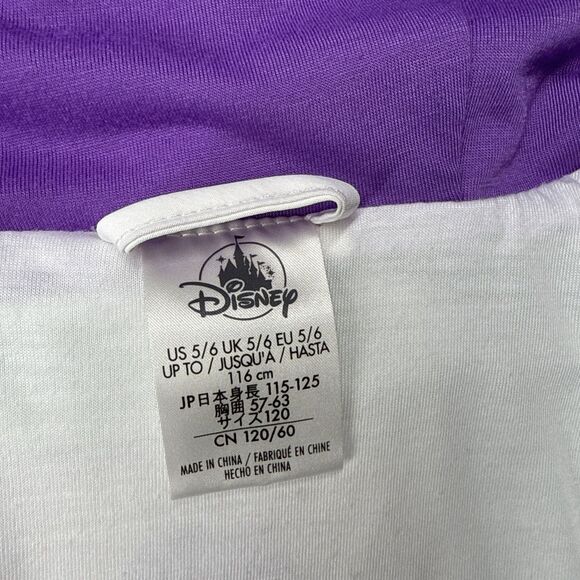 Disney
US 5/6 UK 5/6 EU 5/6
UP TO / JUSQU'A / HASTA
116 cm
JP日本身長 115-125
胸囲 57-63
サイズ120
CN 120/60
MADE IN CHINA / FABRIQUÉ EN CHINE
HECHO EN CHINA